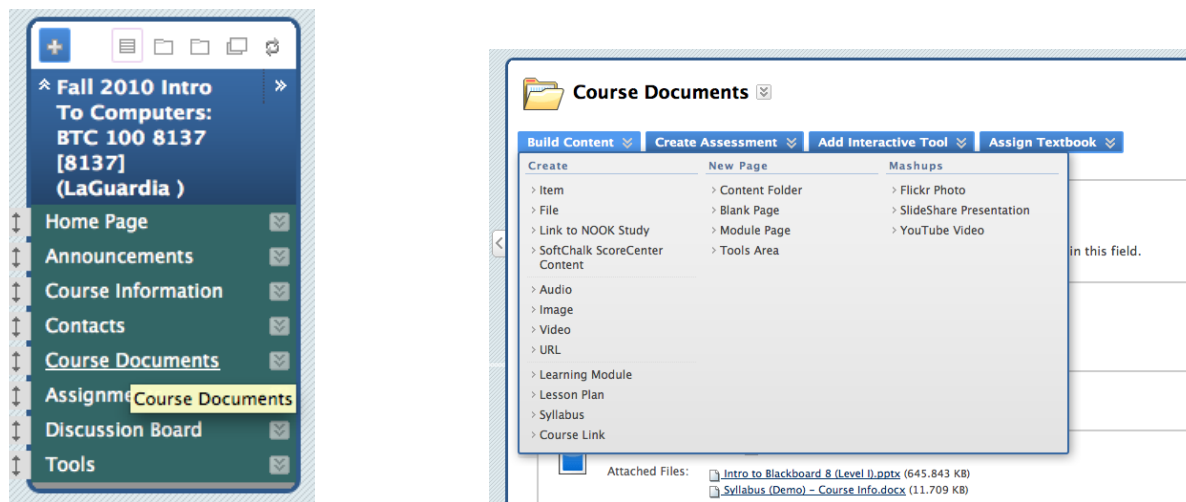 Fall 2010 Intro
To Computers:
BTC 100 8137
[8137]
(LaGuardia )
Home Page
Announcements
Course Information
Contacts
Course Documents
Assignme
Course Documents
Discussion Board
Tools
Course Documents
Build Content
Create Assessment
Add Interactive Tool
Assign Textbook
Create
New Page
Mashups
Item
File
Link to NOOK Study
SoftChalk ScoreCenter
Content
Audio
Image
Video
URL
Learning Module
Lesson Plan
Syllabus
Course Link
Content Folder
Blank Page
Module Page
Tools Area
Flickr Photo
SlideShare Presentation
YouTube Video
in this field.
Attached Files:
Intro to Blackboard 8 (Level I).pptx (645.843 KB)
Syllabus (Demo) – Course Info.docx (11.709 KB)